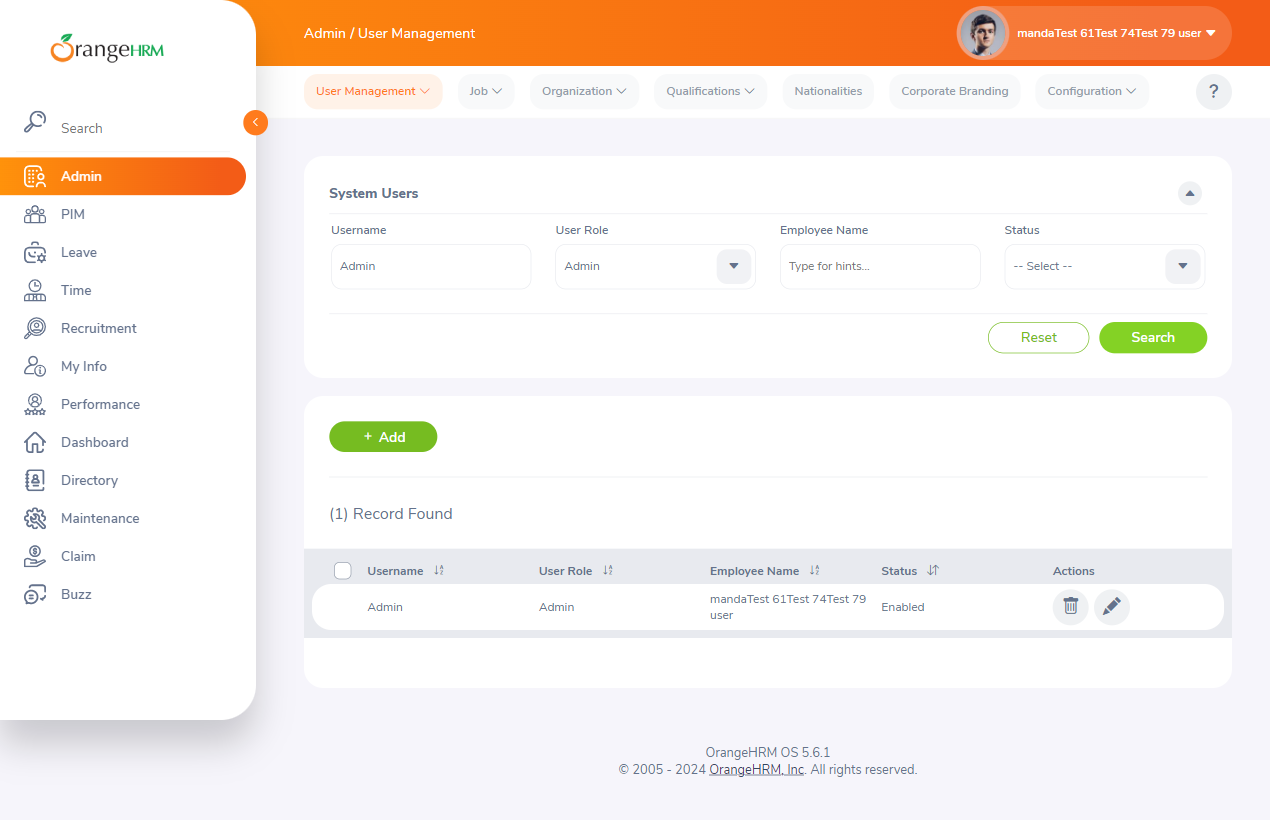 OrangeHRM
Admin / User Management
mandaTest 61Test 74Test 79 user
User Management
Job
Organization
Qualifications
Nationalities
Corporate Branding
Configuration
?
Search
Admin
PIM
Leave
Time
Recruitment
My Info
Performance
Dashboard
Directory
Maintenance
Claim
Buzz
System Users
Username
User Role
Employee Name
Status
Admin
Admin
Type for hints...
-- Select --
Reset
Search
+ Add
(1) Record Found
Username
User Role
Employee Name
Status
Actions
Admin
Admin
mandaTest 61Test 74Test 79
user
Enabled
OrangeHRM OS 5.6.1
© 2005 - 2024 OrangeHRM, Inc. All rights reserved.